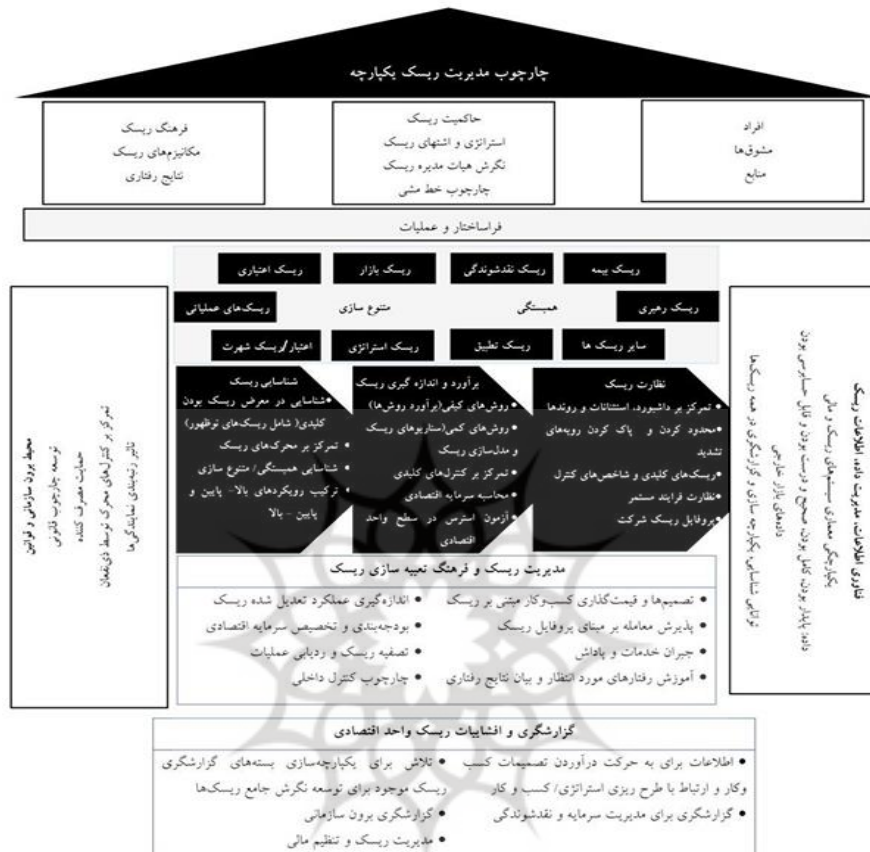 چارچوب مدیریت ریسک یکپارچه
افراد
مشوق‌ها
منابع
حاکمیت ریسک
استراتژی و اشتهای ریسک
نگرش هیات مدیره ریسک
چارچوب خط مشی
فرهنگ ریسک
مکانیزم‌های ریسک
نتایج رفتاری
فراساختار و عملیات
ریسک بیمه
ریسک نقدشوندگی
ریسک بازار
ریسک اعتباری
ریسک رهبری
همبستگی
متنوع سازی
ریسک‌های عملیاتی
سایر ریسک ها
ریسک تطبیق
ریسک استراتژی
اعتبار/ریسک شهرت
فناوری اطلاعات، مدیریت داده، اطلاعات ریسک
یکپارچگی معماری سیستم‌های ریسک و مالی
داده: پایدار بودن، کامل بودن، صحیح و درست بودن و قابل حسابرسی بودن
داده‌های بازار خارجی
توانایی شناسایی، یکپارچه سازی و گزارشگری در همه ریسک‌ها
نظارت ریسک
• تمرکز بر داشبورد، استثنائات و روندها
• محدود کردن و پاک کردن رویه‌های
تشدید
• ریسک‌های کلیدی و شاخص‌های کنترل
• نظارت فرایند مستمر
• پروفایل ریسک شرکت
برآورد و اندازه گیری ریسک
• روش‌های کیفی(برآورد روش‌ها)
• روش‌های کمی(سناریوهای ریسک
و مدل‌سازی ریسک
• تمرکز بر کنترل‌های کلیدی
• محاسبه سرمایه اقتصادی
• آزمون استرس در سطح واحد
اقتصادی
شناسایی ریسک
• شناسایی در معرض ریسک بودن
کلیدی( شامل ریسک‌های نوظهور)
• تمرکز بر محرک‌های ریسک
• شناسایی همبستگی/ متنوع سازی
• ترکیب رویکردهای بالا- پایین و
پایین – بالا
محیط برون سازمانی و قوانین
توسعه چارچوب قانونی
حمایت مصرف کننده
تمرکز بر کنترل‌های محرک توسط ذی‌نفعان
تاثیر رتبه‌بندی نمایندگی‌ها
مدیریت ریسک و فرهنگ تعبیه سازی ریسک
• تصمیم‌ها و قیمت‌گذاری کسب‌وکار مبتنی بر ریسک
• پذیرش معامله بر مبنای پروفایل ریسک
• جبران خدمات و پاداش
• آموزش رفتارهای مورد انتظار و بیان نتایج رفتاری
• اندازه‌گیری عملکرد تعدیل شده ریسک
• بودجه‌بندی و تخصیص سرمایه اقتصادی
• تصفیه ریسک و ردیابی عملیات
• چارچوب کنترل داخلی
گزارشگری و افشاییات ریسک واحد اقتصادی
• اطلاعات برای به حرکت درآوردن تصمیمات کسب
وکار و ارتباط با طرح ریزی استراتژی/ کسب و کار
• گزارشگری برای مدیریت سرمایه و نقدشوندگی
• تلاش برای یکپارچه‌سازی بسته‌های گزارشگری
ریسک موجود برای توسعه نگرش جامع ریسک‌ها
• گزارشگری برون سازمانی
• مدیریت ریسک و تنظیم مالی